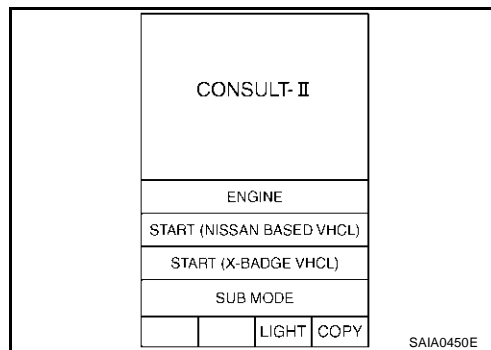 CONSULT-II
ENGINE
START (NISSAN BASED VHCL)
START (X-BADGE VHCL)
SUB MODE
LIGHT COPY
SAIA0450E